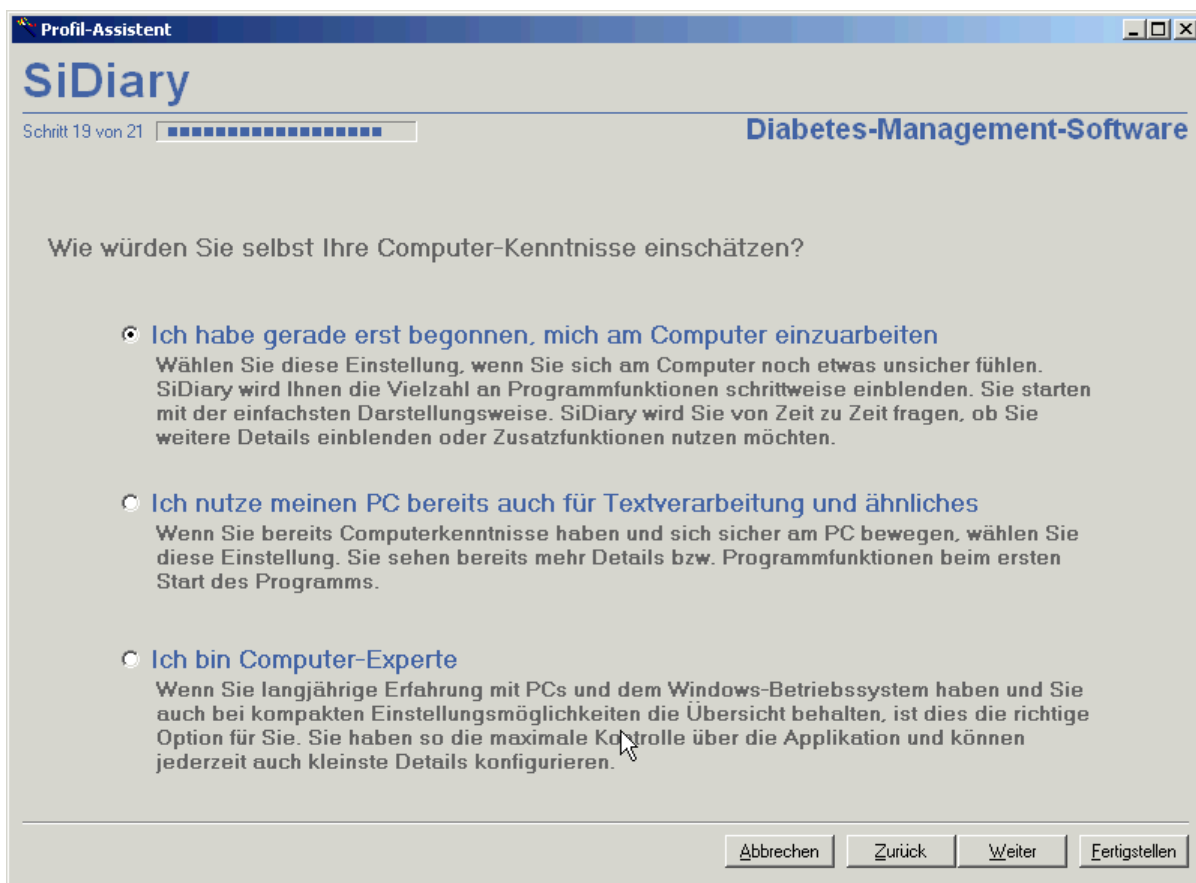 Profil-Assistent
SiDiary
Schritt 19 von 21
Diabetes-Management-Software
Wie würden Sie selbst Ihre Computer-Kenntnisse einschätzen?
Ich habe gerade erst begonnen, mich am Computer einzuarbeiten
Wählen Sie diese Einstellung, wenn Sie sich am Computer noch etwas unsicher fühlen.
SiDiary wird Ihnen die Vielzahl an Programmfunktionen schrittweise einblenden. Sie starten
mit der einfachsten Darstellungsweise. SiDiary wird Sie von Zeit zu Zeit fragen, ob Sie
weitere Details einblenden oder Zusatzfunktionen nutzen möchten.
Ich nutze meinen PC bereits auch für Textverarbeitung und ähnliches
Wenn Sie bereits Computerkenntnisse haben und sich sicher am PC bewegen, wählen Sie
diese Einstellung. Sie sehen bereits mehr Details bzw. Programmfunktionen beim ersten
Start des Programms.
Ich bin Computer-Experte
Wenn Sie langjährige Erfahrung mit PCs und dem Windows-Betriebssystem haben und Sie
auch bei kompakten Einstellungsmöglichkeiten die Übersicht behalten, ist dies die richtige
Option für Sie. Sie haben so die maximale Kontrolle über die Applikation und können
jederzeit auch kleinste Details konfigurieren.
Abbrechen
Zurück
Weiter
Fertigstellen